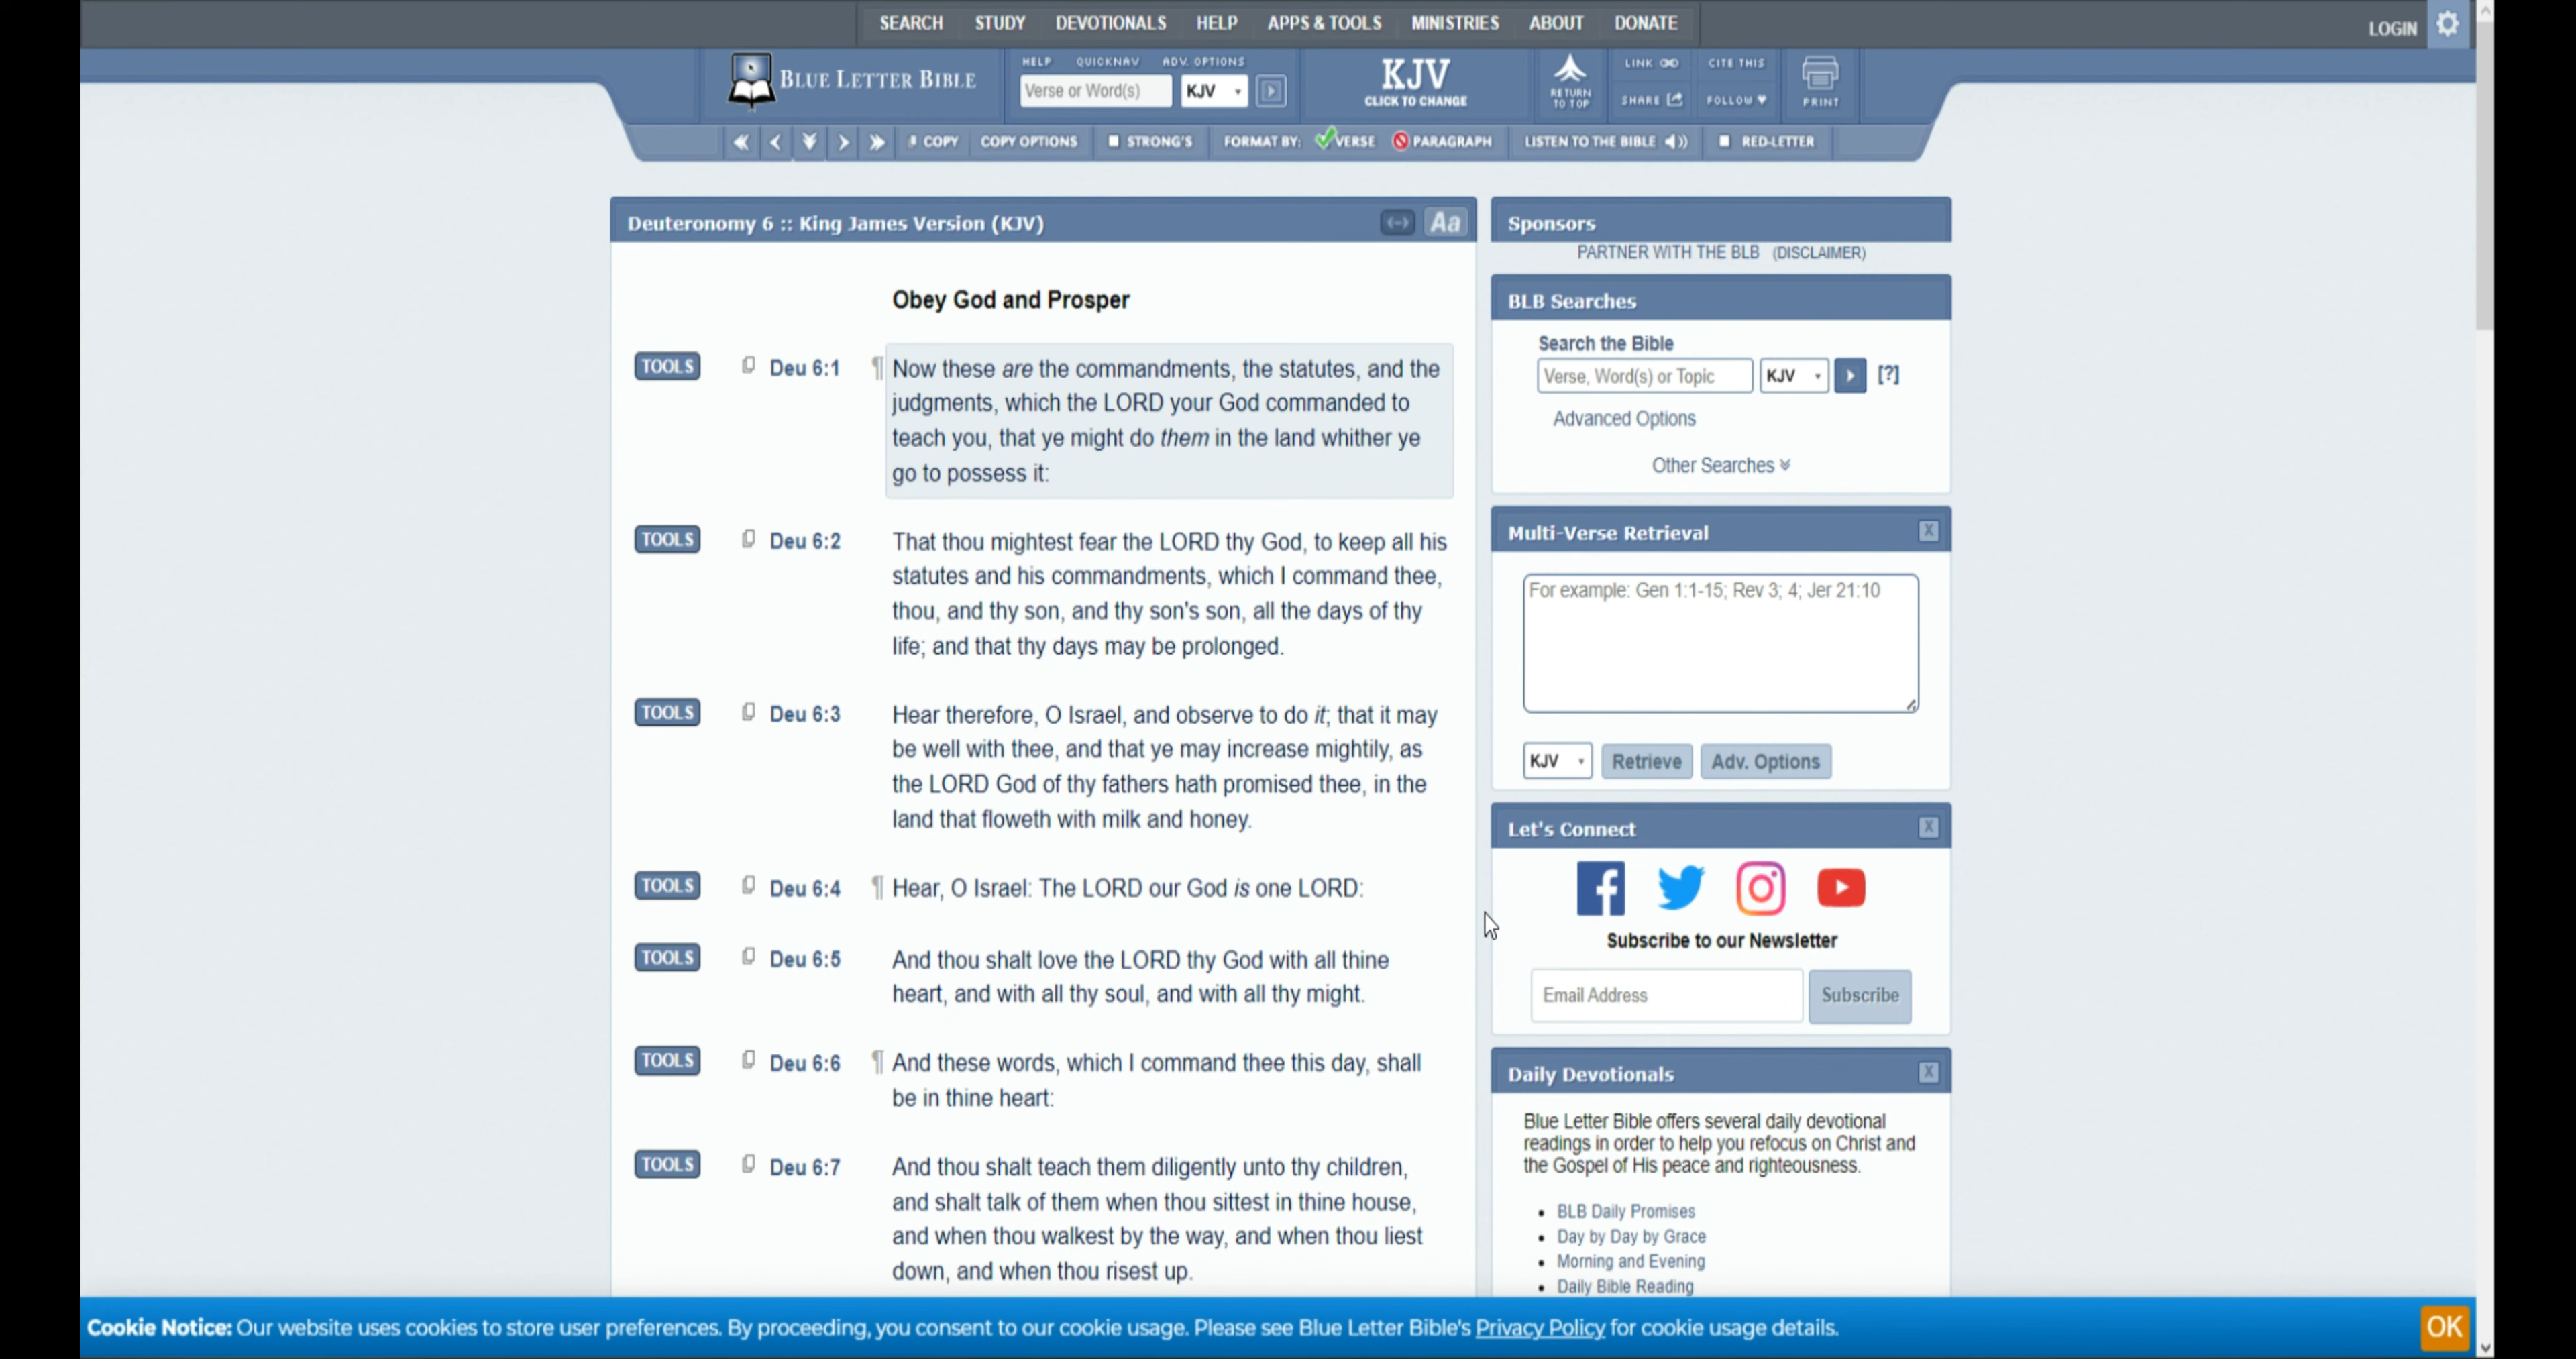 SEARCH STUDY DEVOTIONALS HELP APPS & TOOLS MINISTRIES ABOUT DONATE
LOGIN
BLUE LETTER BIBLE
HELP QUICKNAV ADV. OPTIONS
Verse or Word(s) KJV
KJV
CLICK TO CHANGE
RETURN
TO TOP
LINK CITE THIS
SHARE FOLLOW
PRINT
COPY COPY OPTIONS STRONG'S FORMAT BY: VERSE PARAGRAPH LISTEN TO THE BIBLE RED-LETTER
Deuteronomy 6 :: King James Version (KJV)
Aa
Obey God and Prosper
TOOLS Deu 6:1 ¶ Now these are the commandments, the statutes, and the
judgments, which the LORD your God commanded to
teach you, that ye might do them in the land whither ye
go to possess it:
TOOLS Deu 6:2 That thou mightest fear the LORD thy God, to keep all his
statutes and his commandments, which I command thee,
thou, and thy son, and thy son's son, all the days of thy
life; and that thy days may be prolonged.
TOOLS Deu 6:3 Hear therefore, O Israel, and observe to do it; that it may
be well with thee, and that ye may increase mightily, as
the LORD God of thy fathers hath promised thee, in the
land that floweth with milk and honey.
TOOLS Deu 6:4 ¶ Hear, O Israel: The LORD our God is one LORD:
TOOLS Deu 6:5 And thou shalt love the LORD thy God with all thine
heart, and with all thy soul, and with all thy might.
TOOLS Deu 6:6 ¶ And these words, which I command thee this day, shall
be in thine heart:
TOOLS Deu 6:7 And thou shalt teach them diligently unto thy children,
and shalt talk of them when thou sittest in thine house,
and when thou walkest by the way, and when thou liest
down, and when thou risest up.
Sponsors
PARTNER WITH THE BLB (DISCLAIMER)
BLB Searches
Search the Bible
Verse, Word(s) or Topic KJV [?]
Advanced Options
Other Searches
Multi-Verse Retrieval X
For example: Gen 1:1-15; Rev 3; 4; Jer 21:10
KJV Retrieve Adv. Options
Let's Connect X
Subscribe to our Newsletter
Email Address Subscribe
Daily Devotionals X
Blue Letter Bible offers several daily devotional
readings in order to help you refocus on Christ and
the Gospel of His peace and righteousness.
• BLB Daily Promises
• Day by Day by Grace
• Morning and Evening
• Daily Bible Reading
Cookie Notice: Our website uses cookies to store user preferences. By proceeding, you consent to our cookie usage. Please see Blue Letter Bible's Privacy Policy for cookie usage details.
OK